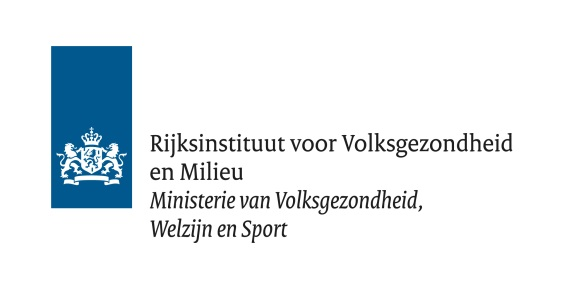 Rijksinstituut voor Volksgezondheid
en Milieu
Ministerie van Volksgezondheid,
Welzijn en Sport